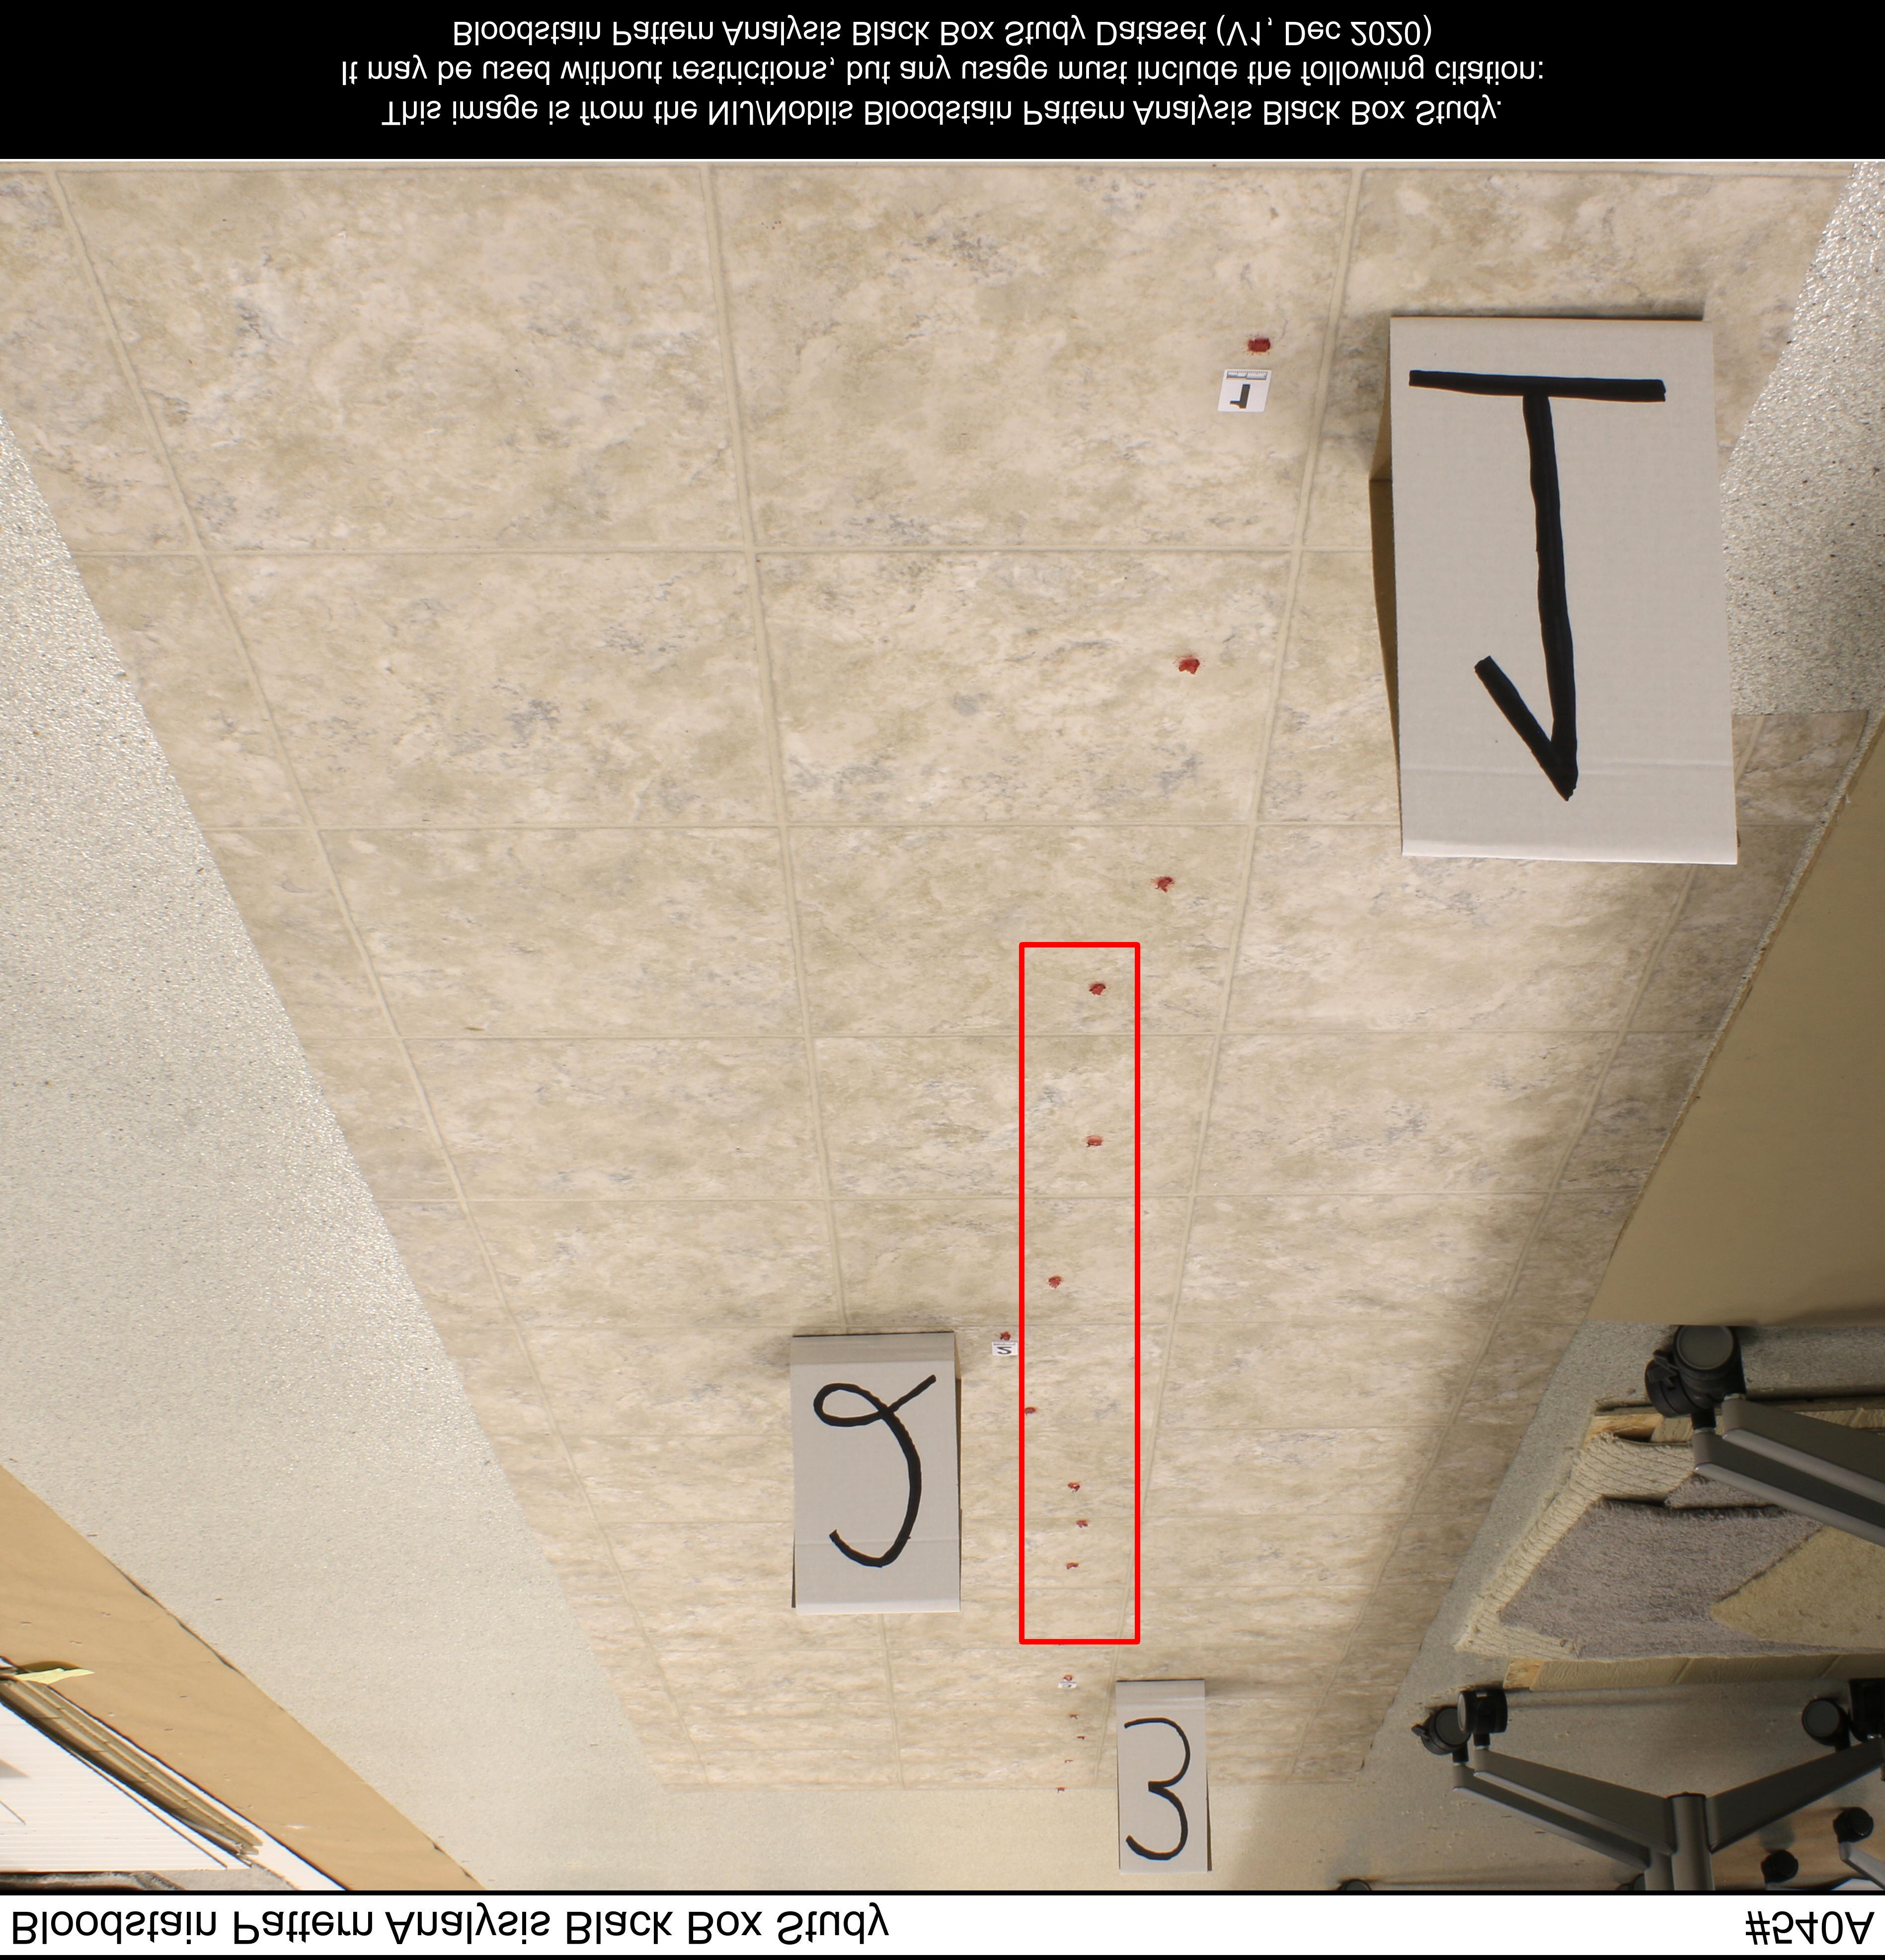 Bloodstain Pattern Analysis Black Box Study
#540A
3
2
2
1
1
This image is from the NIJ/Noblis Bloodstain Pattern Analysis Black Box Study.
It may be used without restrictions, but any usage must include the following citation:
Bloodstain Pattern Analysis Black Box Study Dataset (V1, Dec 2020)